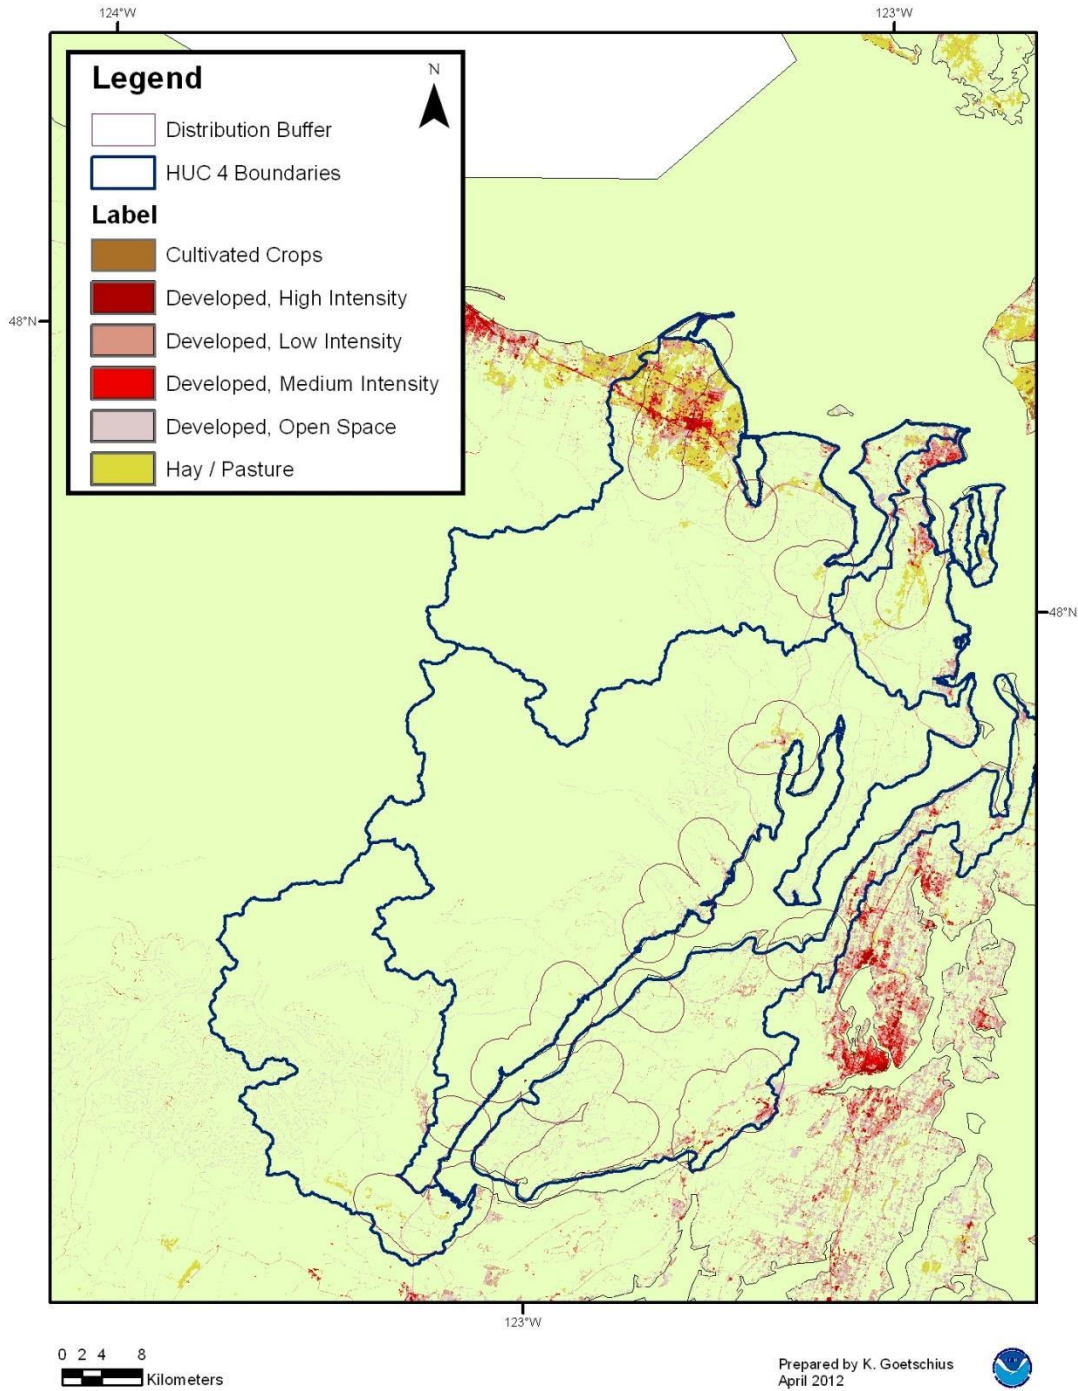 124°W
123°W
Legend
N
Distribution Buffer
HUC 4 Boundaries
Label
Cultivated Crops
Developed, High Intensity
Developed, Low Intensity
Developed, Medium Intensity
Developed, Open Space
Hay / Pasture
48°N
48°N
123°W
0 2 4 8
Kilometers
Prepared by K. Goetschius
April 2012